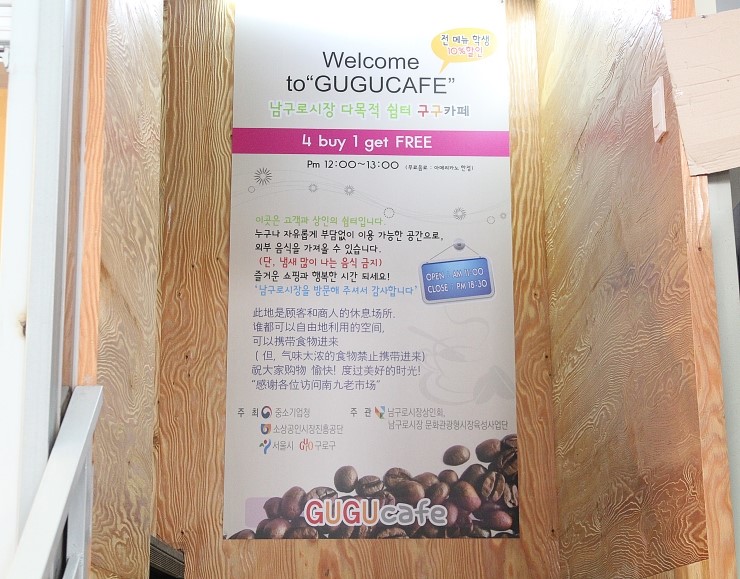 전 메뉴 학생
10%할인
Welcome
to“GUGUCAFE”
남구로시장 다목적 쉼터 구구카페
4 buy 1 get FREE
Pm 12:00~13:00 (무료음료 : 아메리카노 한정)
이곳은 고객과 상인의 쉼터입니다.
누구나 자유롭게 부담없이 이용 가능한 공간으로,
외부 음식을 가져올 수 있습니다.
(단, 냄새 많이 나는 음식 금지)
즐거운 쇼핑과 행복한 시간 되세요!
‘남구로시장을 방문해 주셔서 감사합니다’
OPEN AM 11:00
CLOSE PM 18:30
此地是顾客和商人的休息场所.
谁都可以自由地利用的空间,
可以携带食物进来
( 但, 气味大浓的食物禁止携带进来)
祝大家购物 愉快! 度过美好的时光!
“感谢各位访问南九老市场”
주 최 중소기업청 주 관 남구로시장상인회,
소상공인시장진흥공단 남구로시장 문화관광형시장육성사업단
서울시 구로구
GUGUcafe